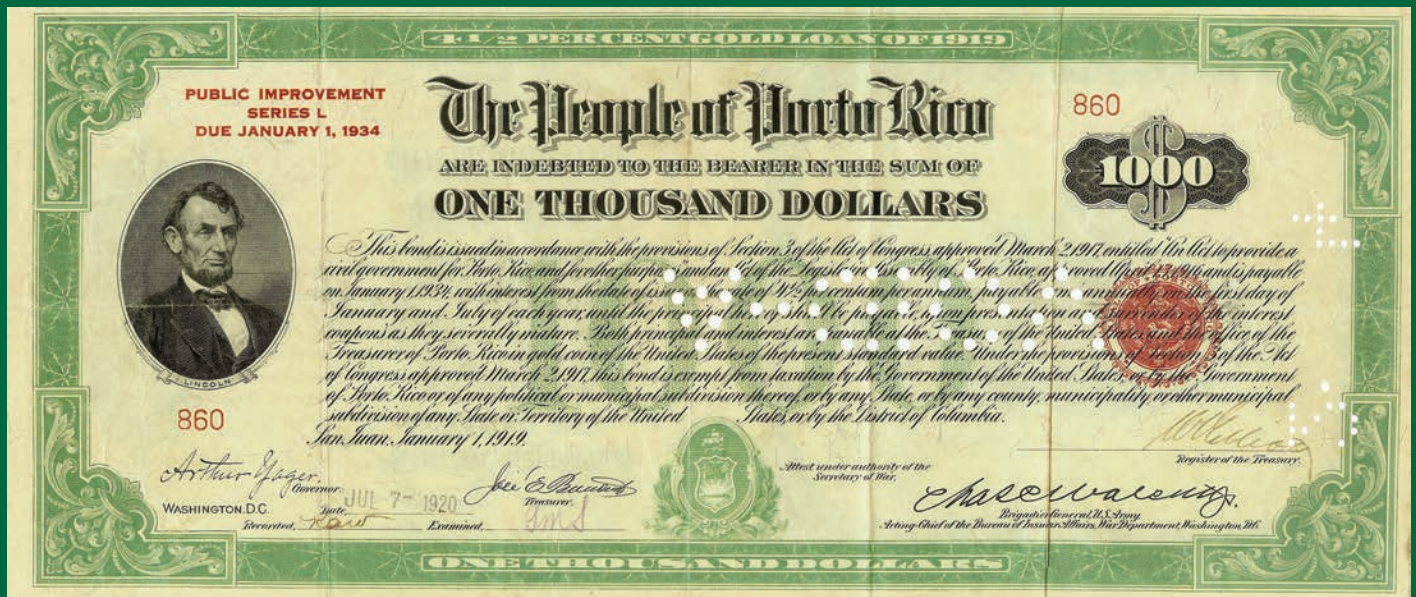 4 1/2 PER CENT GOLD LOAN OF 1919
PUBLIC IMPROVEMENT
SERIES L
DUE JANUARY 1, 1934
The People of Porto Rico
ARE INDEBTED TO THE BEARER IN THE SUM OF
ONE THOUSAND DOLLARS
860
$
1000
This bond is issued in accordance with the provisions of Section 3 of the Act of Congress approved March 2, 1917, entitled "An Act to provide a
civil government for Porto Rico, and for other purposes" and an Act of the Legislative Assembly of Porto Rico, approved and is payable
on January 1, 1934, with interest from the date of issue at the rate of 4½ per centum per annum, payable semiannually on the first day of
January and July of each year, until the principal hereof shall be payable, upon presentation and surrender of the interest
coupons as they severally mature. Both principal and interest are payable at the Treasury of the United States and the office of the
Treasurer of Porto Rico in gold coin of the United States of the present standard value. Under the provisions of Section 3 of the Act
of Congress approved March 2, 1917, this bond is exempt from taxation by the Government of the United States, or by the Government
of Porto Rico or of any political or municipal subdivision thereof, or by any State, or by any county, municipality or other municipal
subdivision of any State or Territory of the United States, or by the District of Columbia.
San Juan, January 1, 1919.
LINCOLN
860
Arthur Yager
Governor.
WASHINGTON, D.C.
Date,
JUL 7- 1920
Recorded,
Examined,
Treasurer.
Attest under authority of the
Secretary of War.
Register of the Treasury.
Brigadier General, U.S. Army,
Acting Chief of the Bureau of Insular Affairs, War Department, Washington, D.C.
ONE THOUSAND DOLLARS